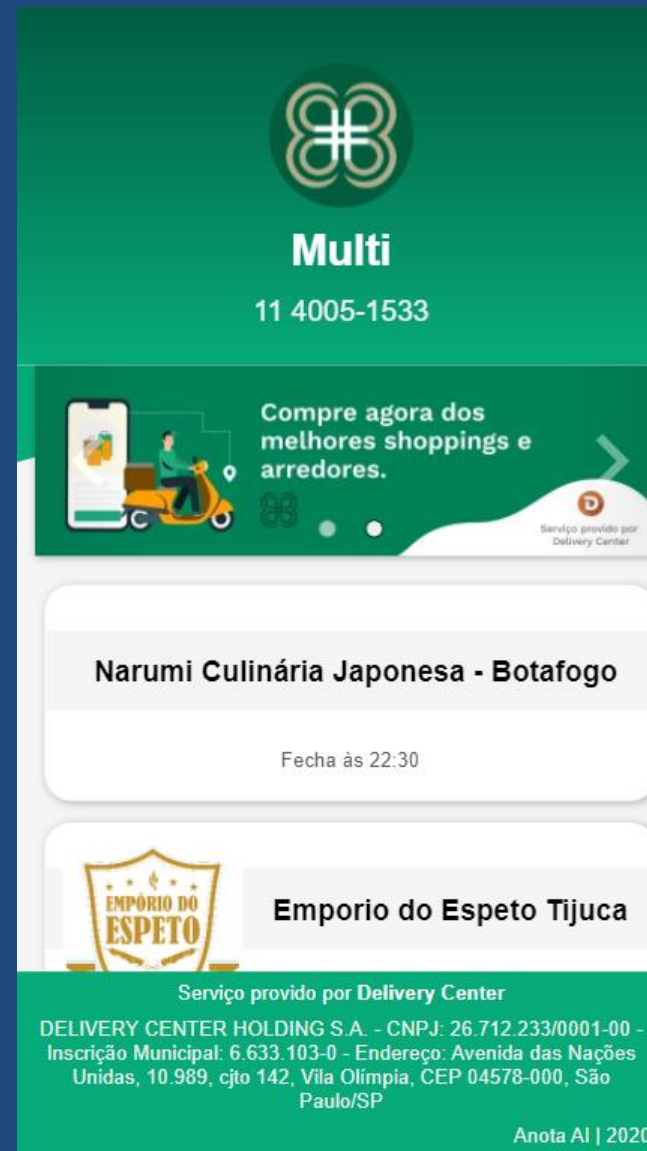 Multi
11 4005-1533
Compre agora dos
melhores shoppings e
arredores.
Serviço provido por
Delivery Center
Narumi Culinária Japonesa - Botafogo
Fecha às 22:30
EMPÓRIO DO
ESPETO
Emporio do Espeto Tijuca
Serviço provido por Delivery Center
DELIVERY CENTER HOLDING S.A. - CNPJ: 26.712.233/0001-00 -
Inscrição Municipal: 6.633.103-0 - Endereço: Avenida das Nações
Unidas, 10.989, cjto 142, Vila Olímpia, CEP 04578-000, São
Paulo/SP
Anota AI | 2020